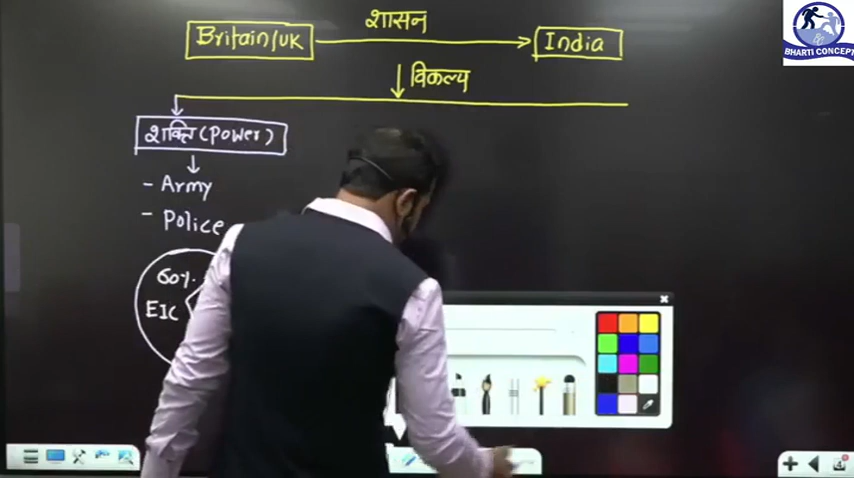 शासन
Britain/UK → India
↓ विकल्प
शक्ति (Power)
↓
- Army
- Police
60%.
EIC
BHARTI CONCEPT